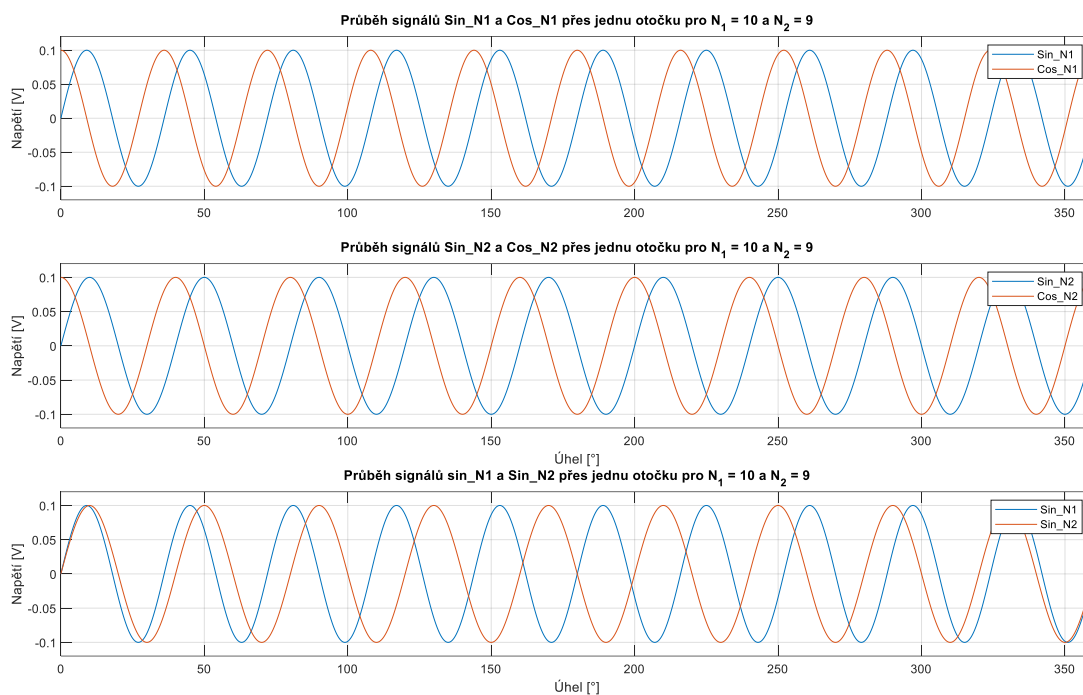 Průběh signálů Sin_N1 a Cos_N1 přes jednu otočku pro N1 = 10 a N2 = 9
Napětí [V]
0.1
0.05
0
-0.05
-0.1
0 50 100 150 200 250 300 350
Sin_N1
Cos_N1
Průběh signálů Sin_N2 a Cos_N2 přes jednu otočku pro N1 = 10 a N2 = 9
Napětí [V]
0.1
0.05
0
-0.05
-0.1
0 50 100 150 200 250 300 350
Úhel [°]
Sin_N2
Cos_N2
Průběh signálů sin_N1 a Sin_N2 přes jednu otočku pro N1 = 10 a N2 = 9
Napětí [V]
0.1
0.05
0
-0.05
-0.1
0 50 100 150 200 250 300 350
Úhel [°]
Sin_N1
Sin_N2